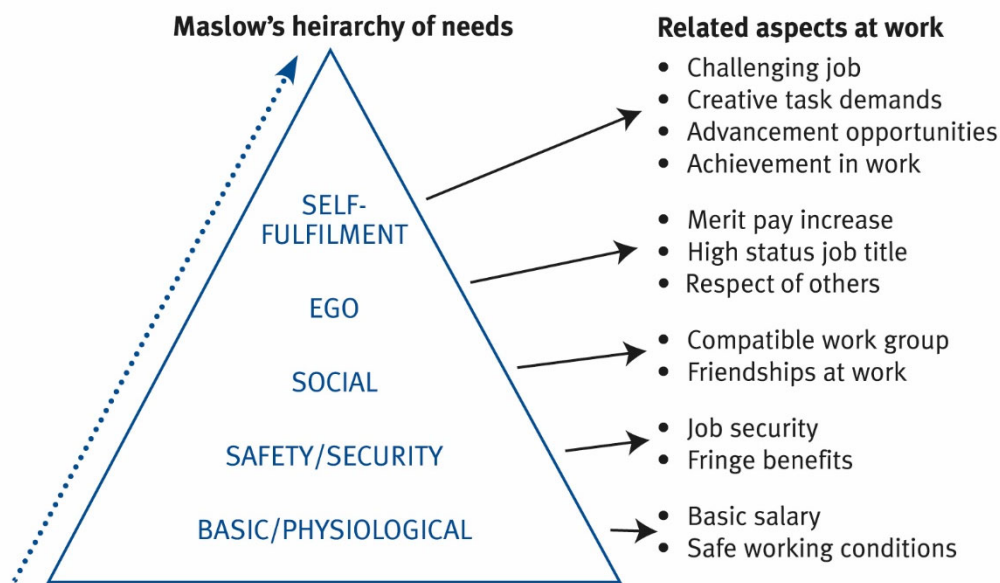 Maslow's heirarchy of needs
SELF-
FULFILMENT
EGO
SOCIAL
SAFETY/SECURITY
BASIC/PHYSIOLOGICAL
Related aspects at work
• Challenging job
• Creative task demands
• Advancement opportunities
• Achievement in work
• Merit pay increase
• High status job title
• Respect of others
• Compatible work group
• Friendships at work
• Job security
• Fringe benefits
• Basic salary
• Safe working conditions